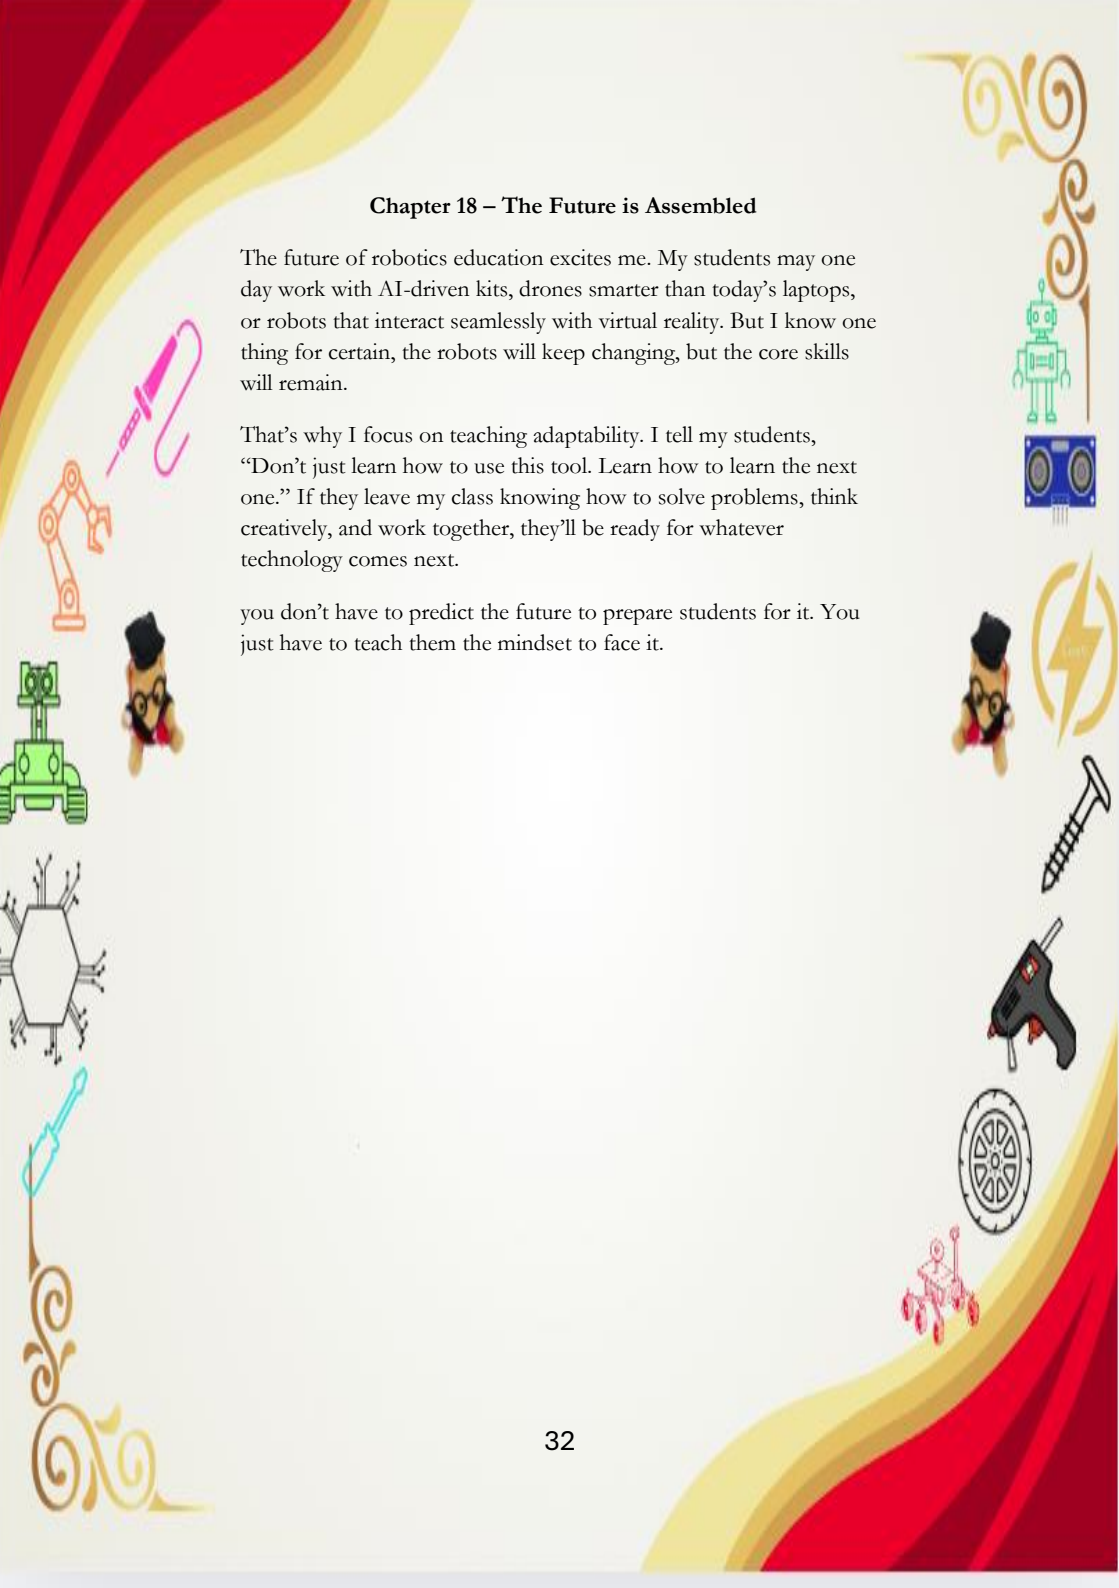 Chapter 18 – The Future is Assembled
The future of robotics education excites me. My students may one
day work with AI-driven kits, drones smarter than today’s laptops,
or robots that interact seamlessly with virtual reality. But I know one
thing for certain, the robots will keep changing, but the core skills
will remain.
That’s why I focus on teaching adaptability. I tell my students,
“Don’t just learn how to use this tool. Learn how to learn the next
one.” If they leave my class knowing how to solve problems, think
creatively, and work together, they’ll be ready for whatever
technology comes next.
you don’t have to predict the future to prepare students for it. You
just have to teach them the mindset to face it.
32